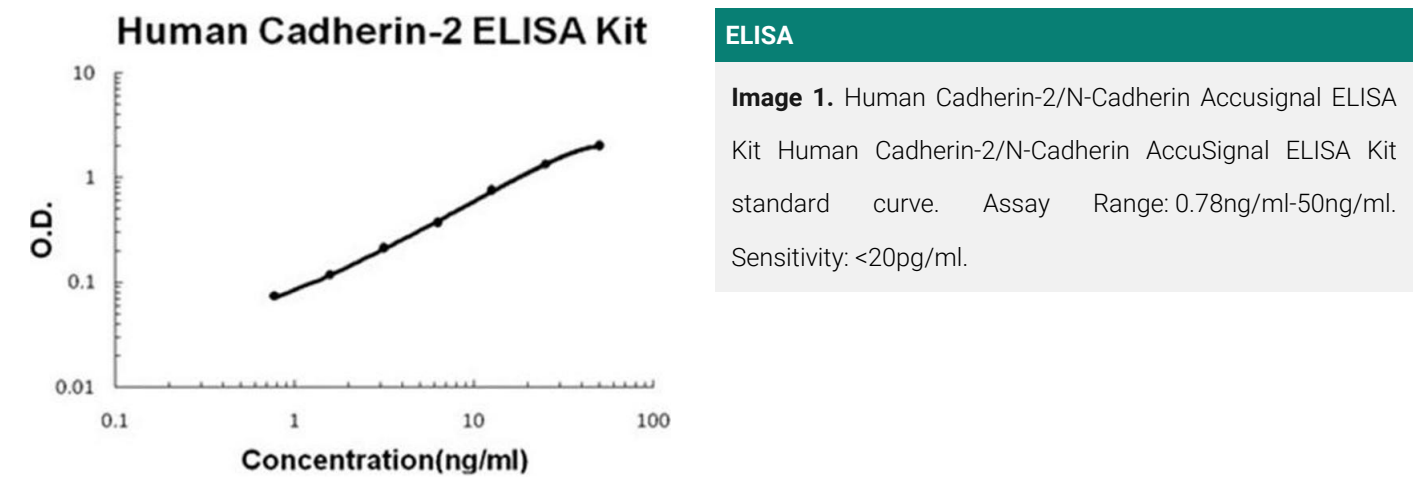 Human Cadherin-2 ELISA Kit
10
1
0.1
0.01
O.D.
0.1
1
10
100
Concentration(ng/ml)
ELISA
Image 1. Human Cadherin-2/N-Cadherin Accusignal ELISA
Kit Human Cadherin-2/N-Cadherin AccuSignal ELISA Kit
standard curve. Assay Range: 0.78ng/ml-50ng/ml.
Sensitivity: <20pg/ml.